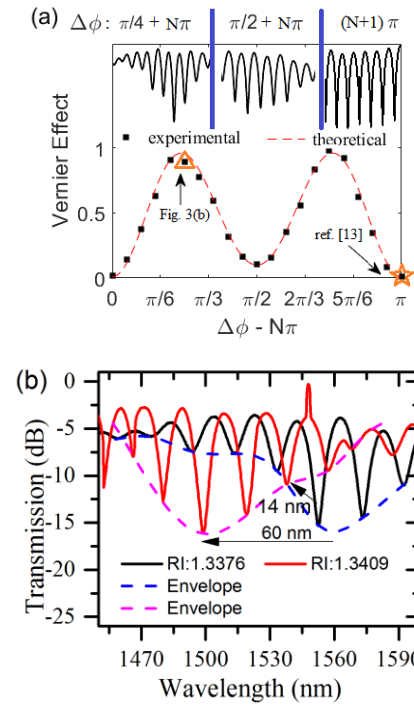 (a)
Δϕ: π/4 + Nπ π/2 + Nπ (N+1) π
experimental theoretical
Vernier Effect
1
0.5
0
Fig. 3(b)
ref. [13]
0 π/6 π/3 π/2 2π/3 5π/6 π
Δϕ - Nπ
(b)
Transmission (dB)
0
-5
-10
-15
-20
-25
14 nm
60 nm
RI:1.3376 RI:1.3409
Envelope
Envelope
1470 1500 1530 1560 1590
Wavelength (nm)